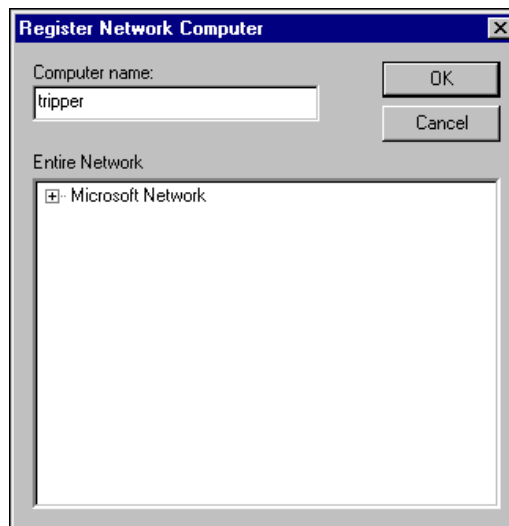 Register Network Computer
Computer name:
tripper
OK
Cancel
Entire Network
Microsoft Network